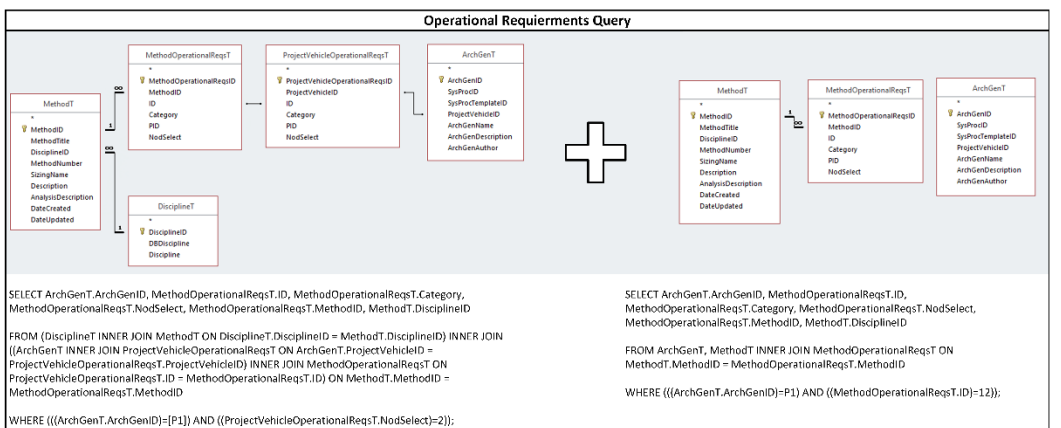 Operational Requierments Query
MethodOperationalReqsT
*
MethodOperationalReqsID
MethodID
ID
Category
PID
NodSelect
ProjectVehicleOperationalReqsT
*
ProjectVehicleOperationalReqsID
ProjectVehicleID
ID
Category
PID
NodSelect
ArchGenT
*
ArchGenID
SysProcID
SysProcTemplateID
ProjectVehicleID
ArchGenName
ArchGenDescription
ArchGenAuthor
MethodT
*
MethodID
MethodTitle
DisciplineID
MethodNumber
SizingName
Description
AnalysisDescription
DateCreated
DateUpdated
∞
1
∞
1
DisciplineT
*
DisciplineID
DBDiscipline
Discipline
MethodT
*
MethodID
MethodTitle
DisciplineID
MethodNumber
SizingName
Description
AnalysisDescription
DateCreated
DateUpdated
1
∞
MethodOperationalReqsT
*
MethodOperationalReqsID
MethodID
ID
Category
PID
NodSelect
ArchGenT
*
ArchGenID
SysProcID
SysProcTemplateID
ProjectVehicleID
ArchGenName
ArchGenDescription
ArchGenAuthor
SELECT ArchGenT.ArchGenID, MethodOperationalReqsT.ID, MethodOperationalReqsT.Category,
MethodOperationalReqsT.NodSelect, MethodOperationalReqsT.MethodID, MethodT.DisciplineID
FROM (DisciplineT INNER JOIN MethodT ON DisciplineT.DisciplineID = MethodT.DisciplineID) INNER JOIN
((ArchGenT INNER JOIN ProjectVehicleOperationalReqsT ON ArchGenT.ProjectVehicleID =
ProjectVehicleOperationalReqsT.ProjectVehicleID) INNER JOIN MethodOperationalReqsT ON
ProjectVehicleOperationalReqsT.ID = MethodOperationalReqsT.ID) ON MethodT.MethodID =
MethodOperationalReqsT.MethodID
WHERE (((ArchGenT.ArchGenID)=[P1]) AND ((ProjectVehicleOperationalReqsT.NodSelect)=2));
SELECT ArchGenT.ArchGenID, MethodOperationalReqsT.ID,
MethodOperationalReqsT.Category, MethodOperationalReqsT.NodSelect,
MethodOperationalReqsT.MethodID, MethodT.DisciplineID
FROM ArchGenT, MethodT INNER JOIN MethodOperationalReqsT ON
MethodT.MethodID = MethodOperationalReqsT.MethodID
WHERE (((ArchGenT.ArchGenID)=P1) AND ((MethodOperationalReqsT.ID)=12));